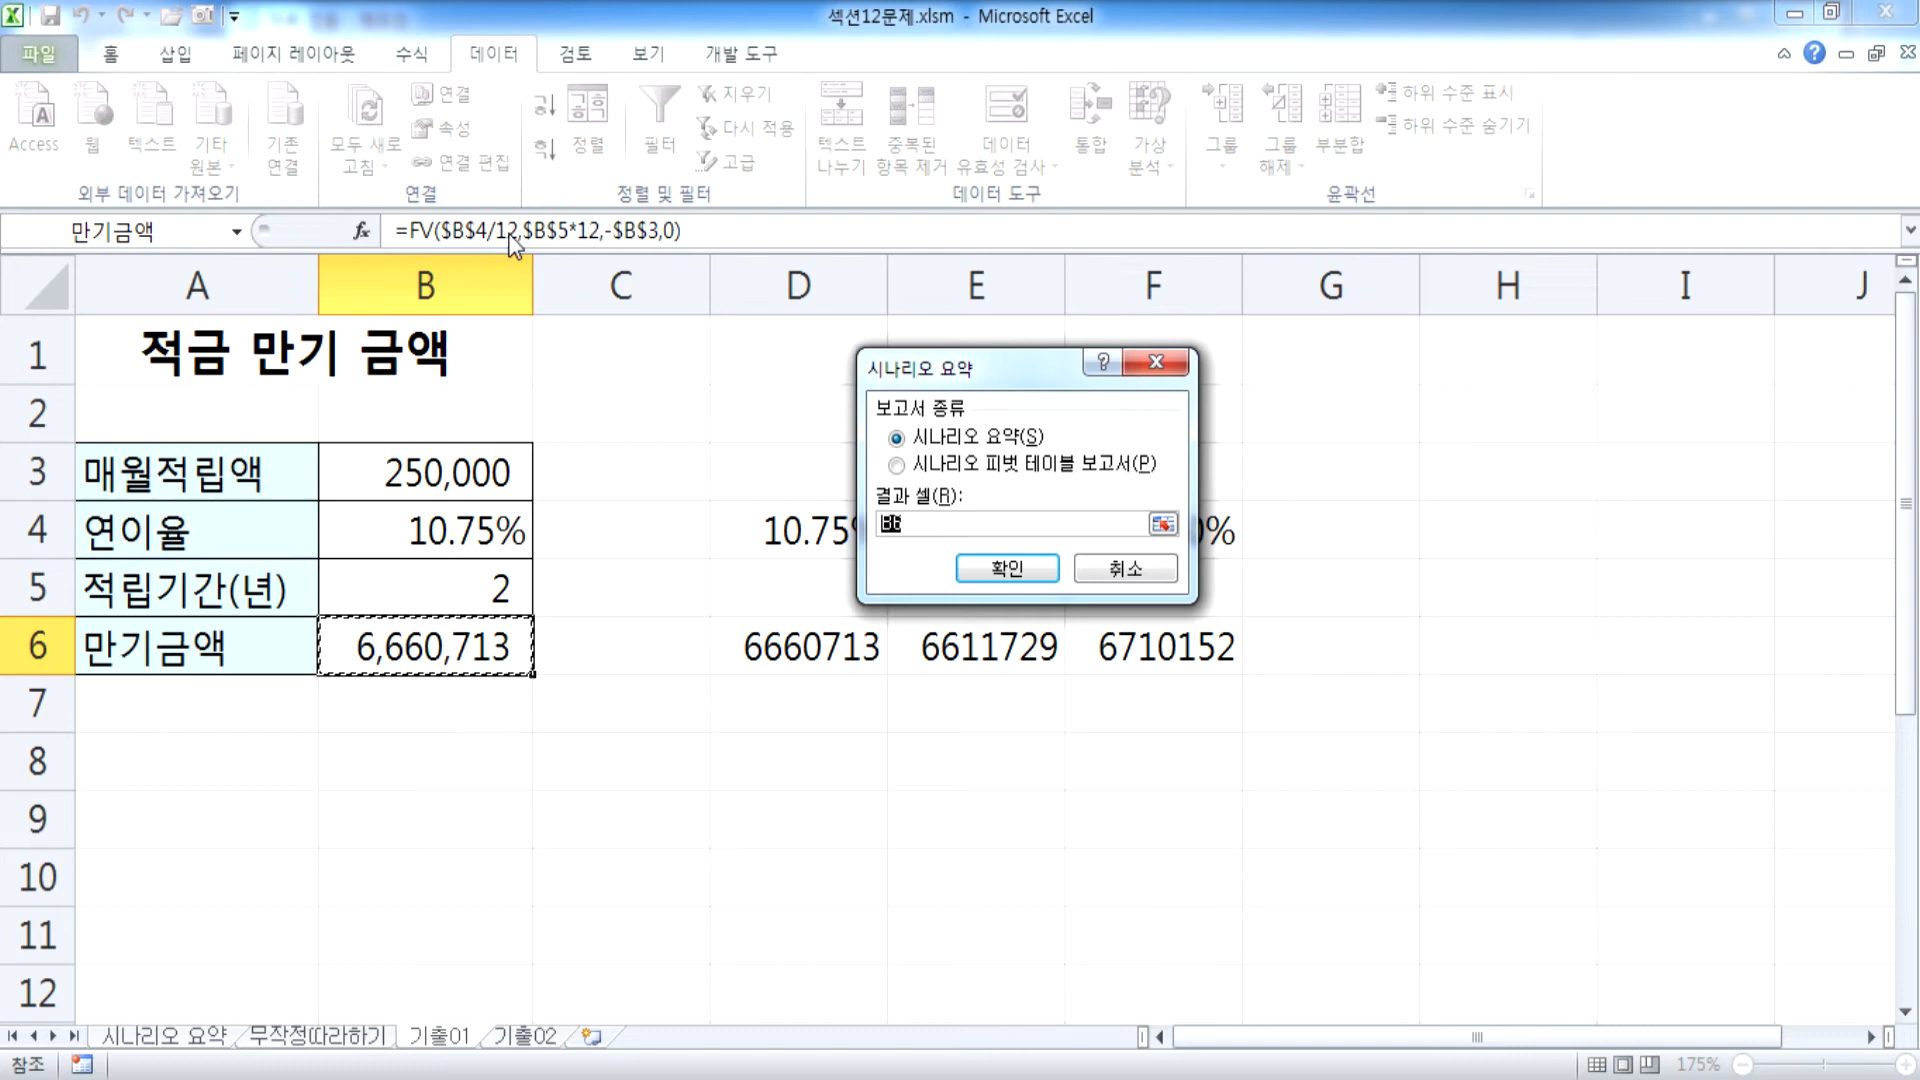 섹션12문제.xlsm - Microsoft Excel
파일 홈 삽입 페이지 레이아웃 수식 데이터 검토 보기 개발 도구
Access 웹 텍스트 기타 원본 기존 연결 모두 새로 고침 연결 속성 연결 편집 정렬 필터 지우기 다시 적용 고급 텍스트 나누기 중복된 항목 제거 데이터 유효성 검사 통합 가상 분석 그룹 그룹 해제 부분합 하위 수준 표시 하위 수준 숨기기
외부 데이터 가져오기 연결 정렬 및 필터 데이터 도구 윤곽선
만기금액 fx =FV($B$4/12,$B$5*12,-$B$3,0)
A B C D E F G H I J
1 적금 만기 금액
2
3 매월적립액 250,000
4 연이율 10.75% 10.75 %
5 적립기간(년) 2
6 만기금액 6,660,713 6660713 6611729 6710152
7
8
9
10
11
12
시나리오 요약
보고서 종류
시나리오 요약(S)
시나리오 피벗 테이블 보고서(P)
결과 셀(R):
B6
확인 취소
시나리오 요약 무작정따라하기 기출01 기출02
참조 175%